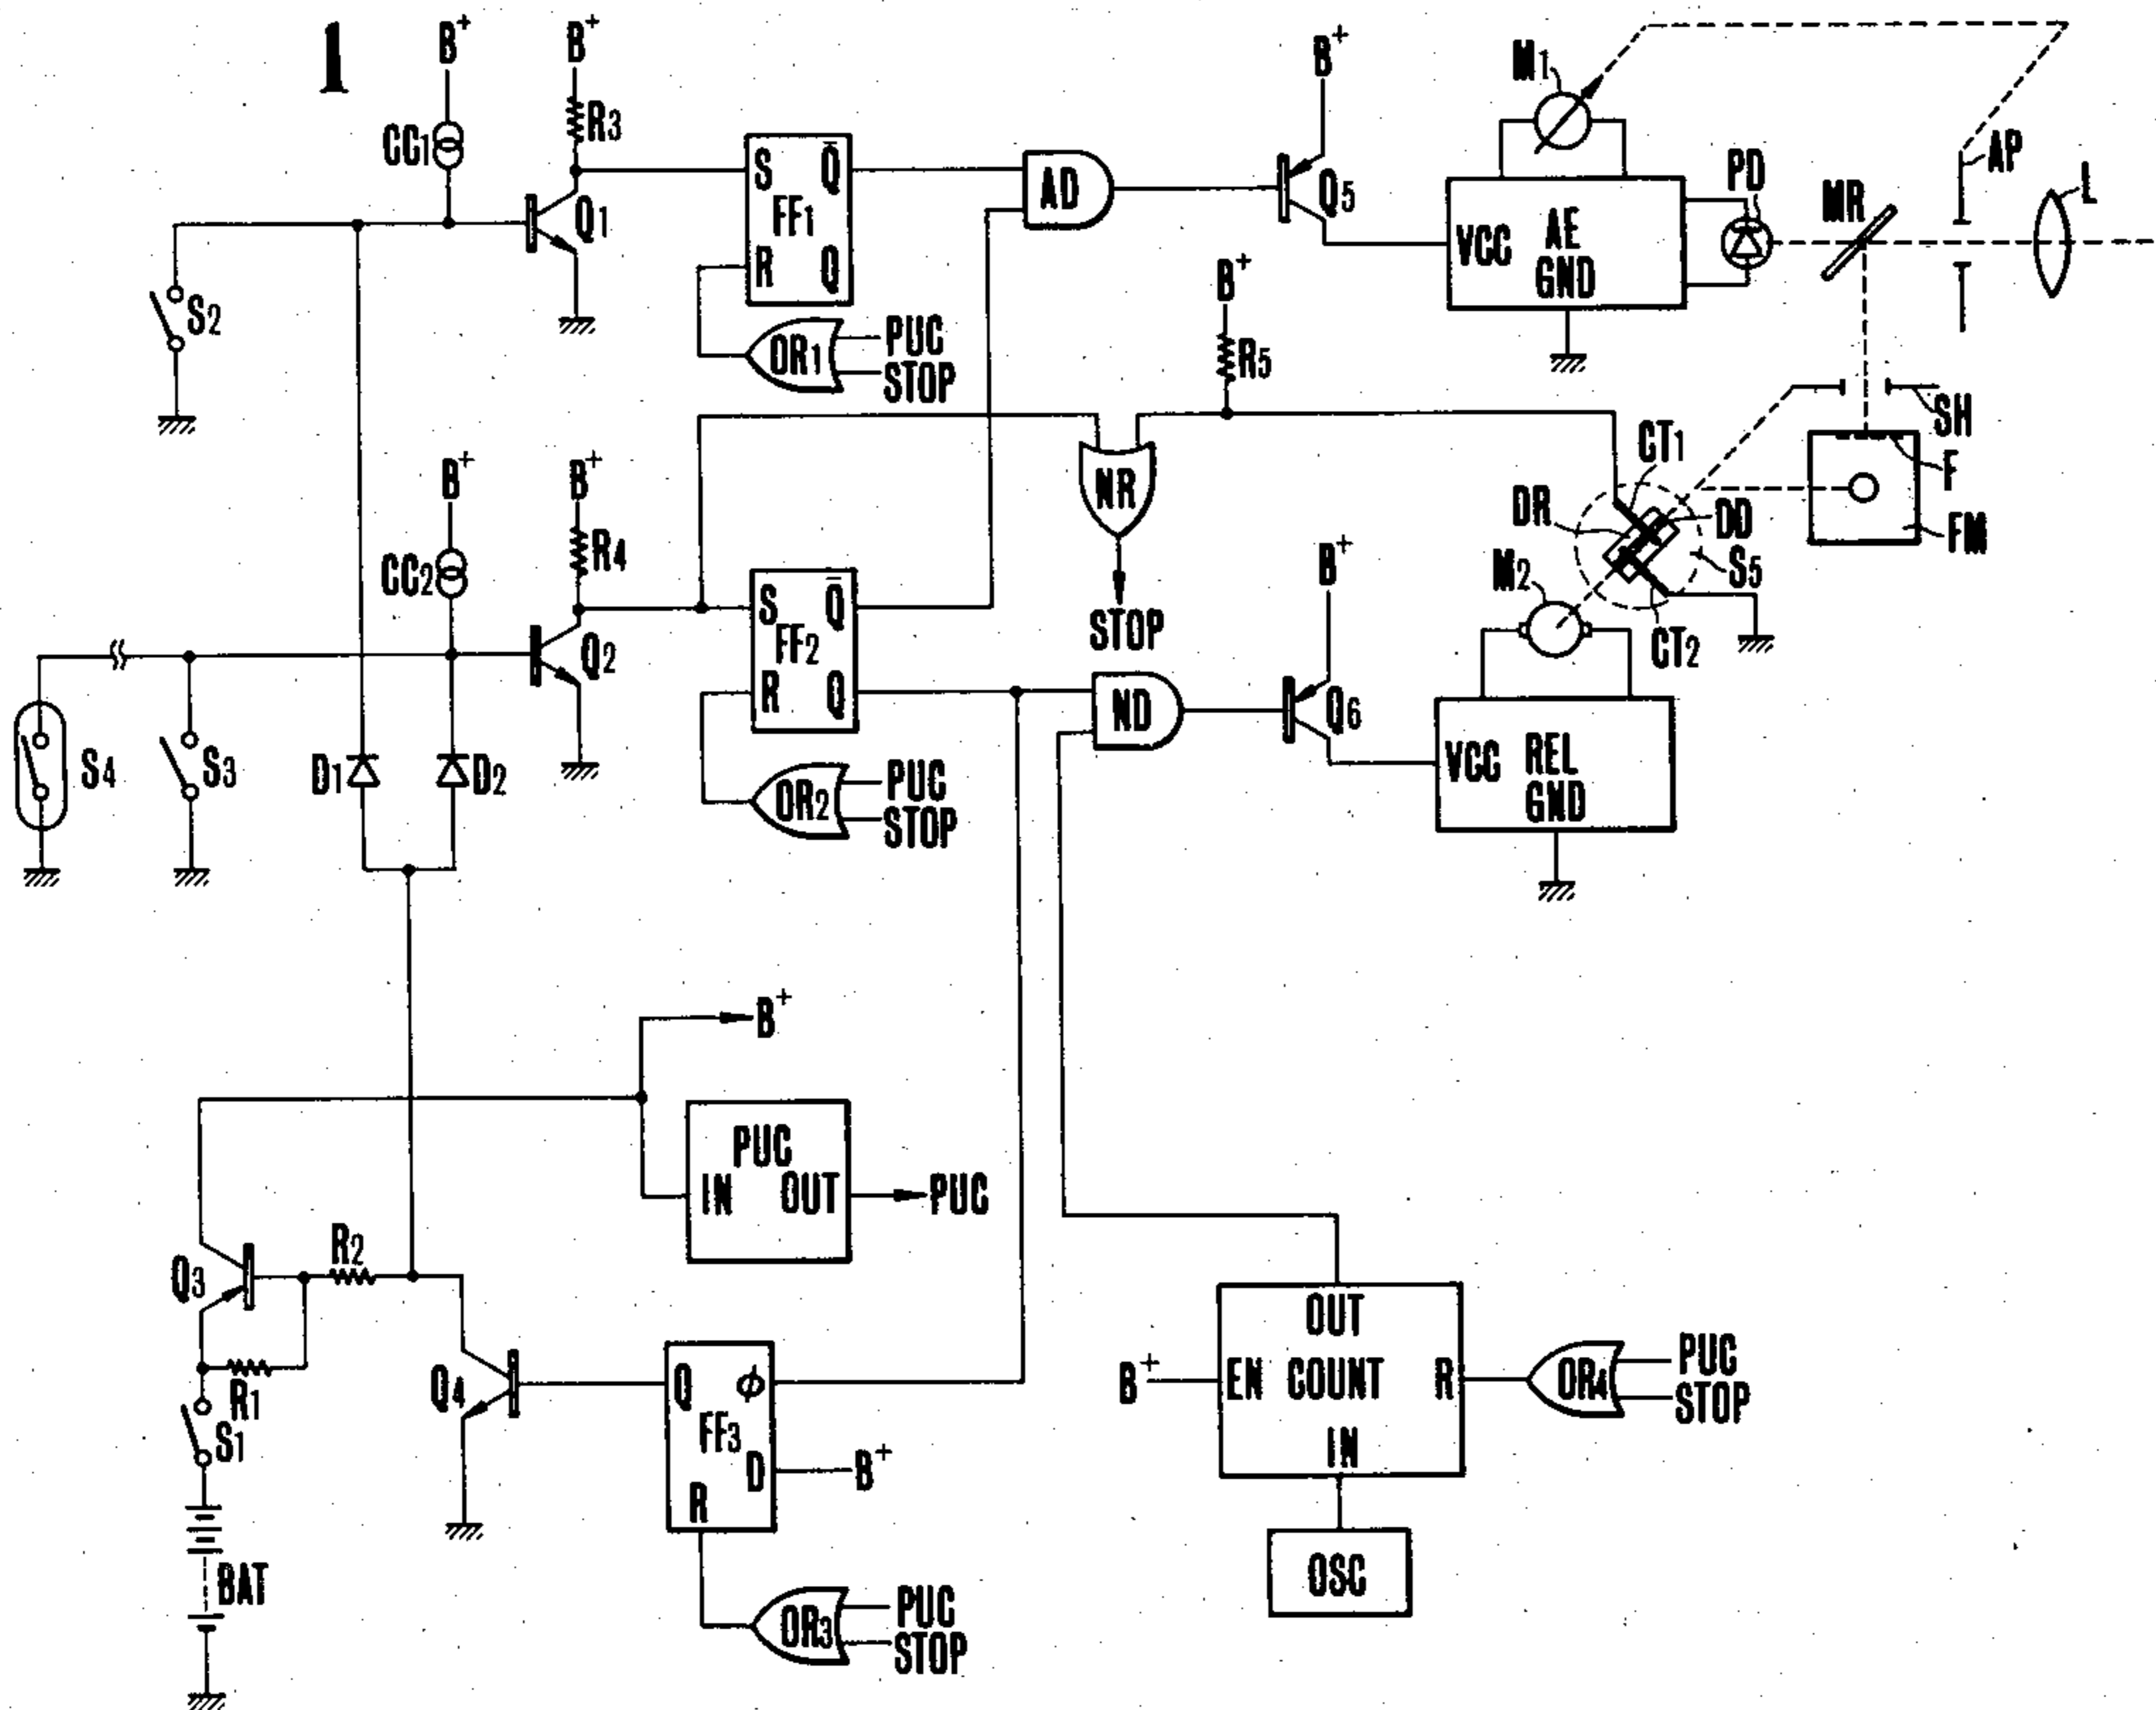 1
B+
B+
B+
M1
CC1
R3
AP
PD
MR
L
S
Q̄
AD
Q5
Q1
FF1
VCC
AE
GND
R
Q
B+
S2
OR1
PUC
STOP
R5
SH
CT1
F
B+
B+
NR
DR
DD
FM
S5
CC2
R4
B+
M2
S
Q̄
STOP
CT2
Q2
FF2
R
Q
ND
Q6
S4
S3
D1
D2
VCC
REL
GND
OR2
PUC
STOP
B+
PUC
IN
OUT
PUC
R2
Q3
OUT
Q4
Q
ϕ
B+
EN
COUNT
R
OR4
PUC
STOP
R1
S1
FF3
D
B+
IN
R
BAT
OSC
OR3
PUC
STOP